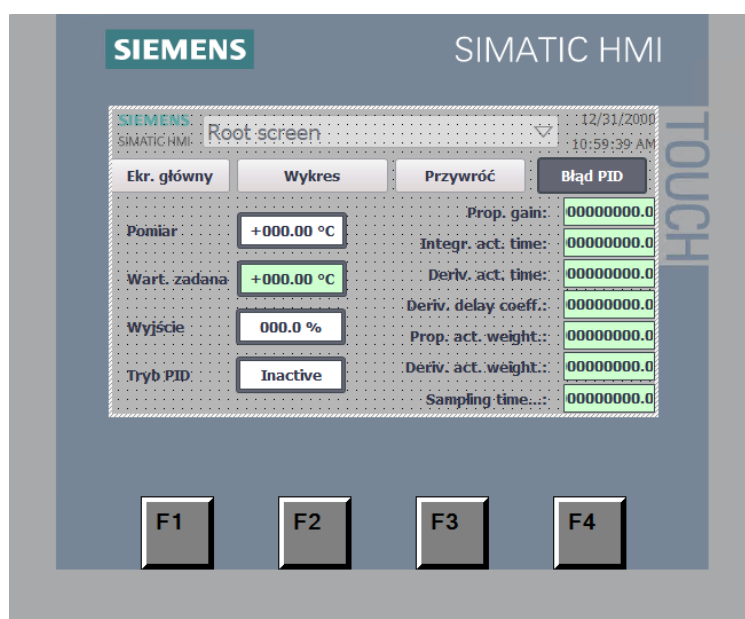 SIEMENS
SIMATIC HMI
SIEMENS
SIMATIC HMI
Root screen
12/31/2000
10:59:39 AM
TOUCH
Ekr. główny
Wykres
Przywróć
Błąd PID
Pomiar
+000.00 °C
Wart. zadana
+000.00 °C
Wyjście
000.0 %
Tryb PID
Inactive
Prop. gain:
00000000.0
Integr. act. time:
00000000.0
Deriv. act. time:
00000000.0
Deriv. delay coeff.:
00000000.0
Prop. act. weight.:
00000000.0
Deriv. act. weight.:
00000000.0
Sampling time...:
00000000.0
F1
F2
F3
F4